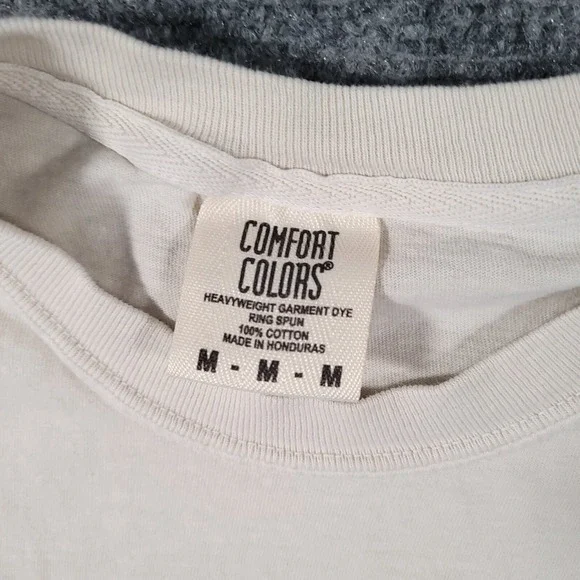 COMFORT
COLORS®
HEAVYWEIGHT GARMENT DYE
RING SPUN
100% COTTON
MADE IN HONDURAS
M - M - M